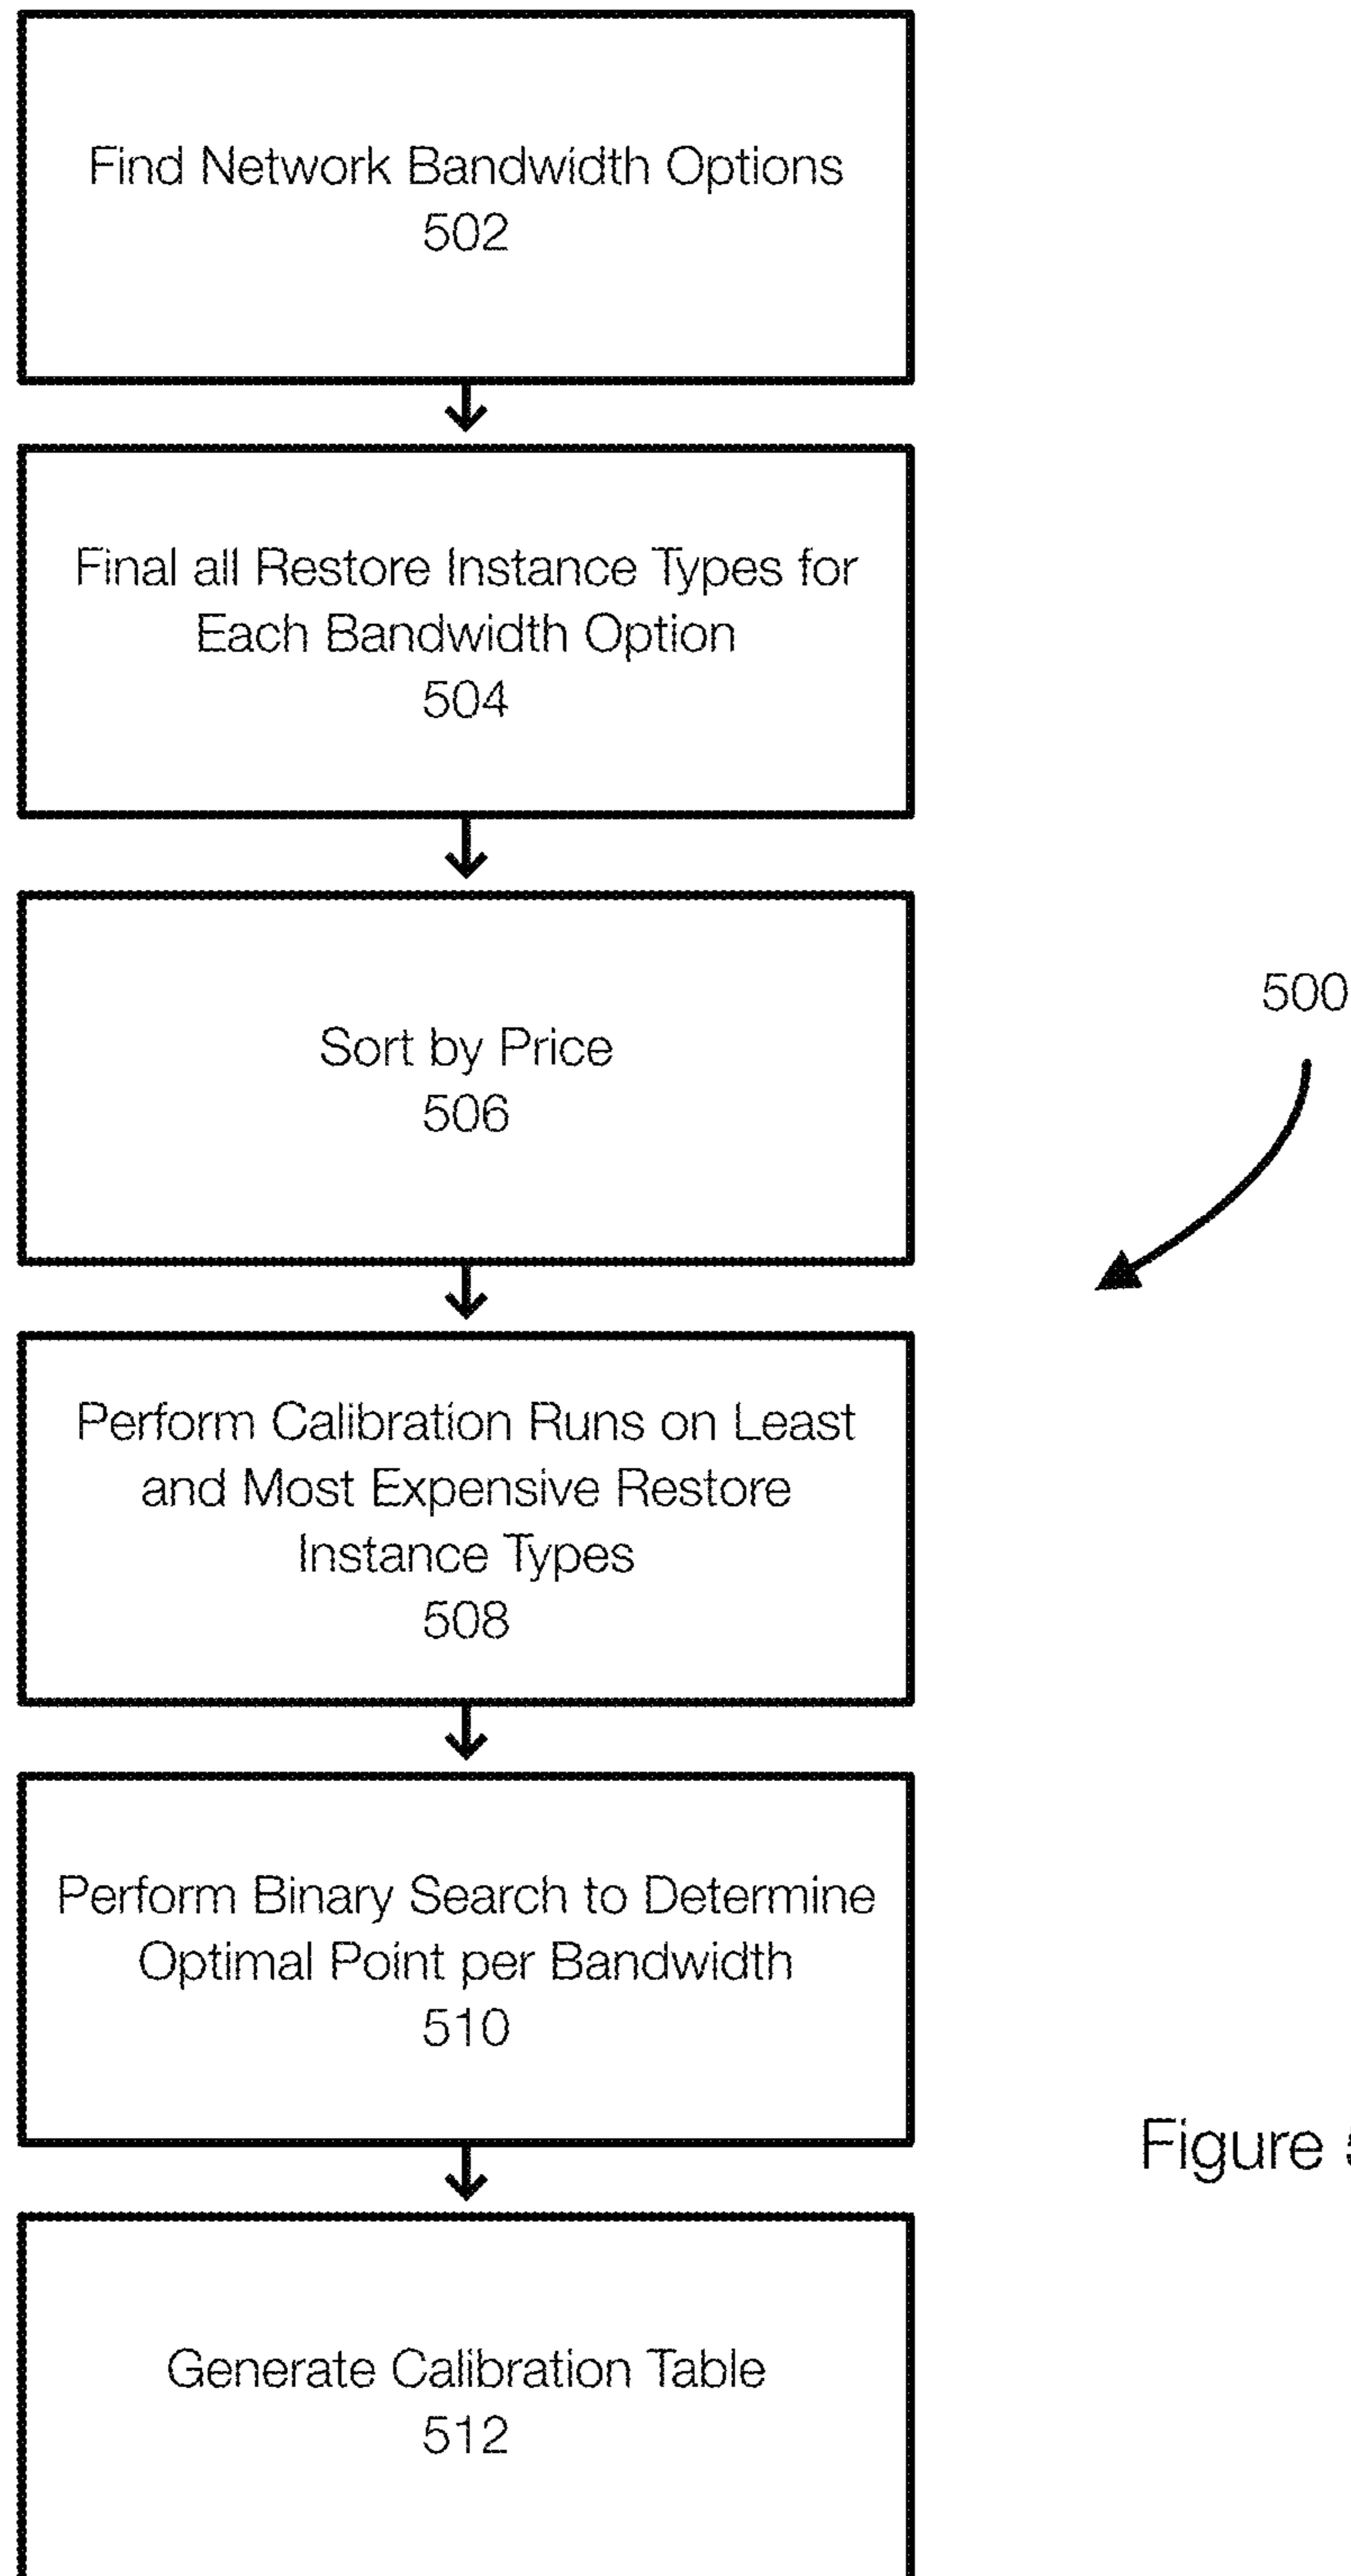 Find Network Bandwidth Options
502
Final all Restore Instance Types for
Each Bandwidth Option
504
Sort by Price
506
500
Perform Calibration Runs on Least
and Most Expensive Restore
Instance Types
508
Perform Binary Search to Determine
Optimal Point per Bandwidth
510
Figure
Generate Calibration Table
512